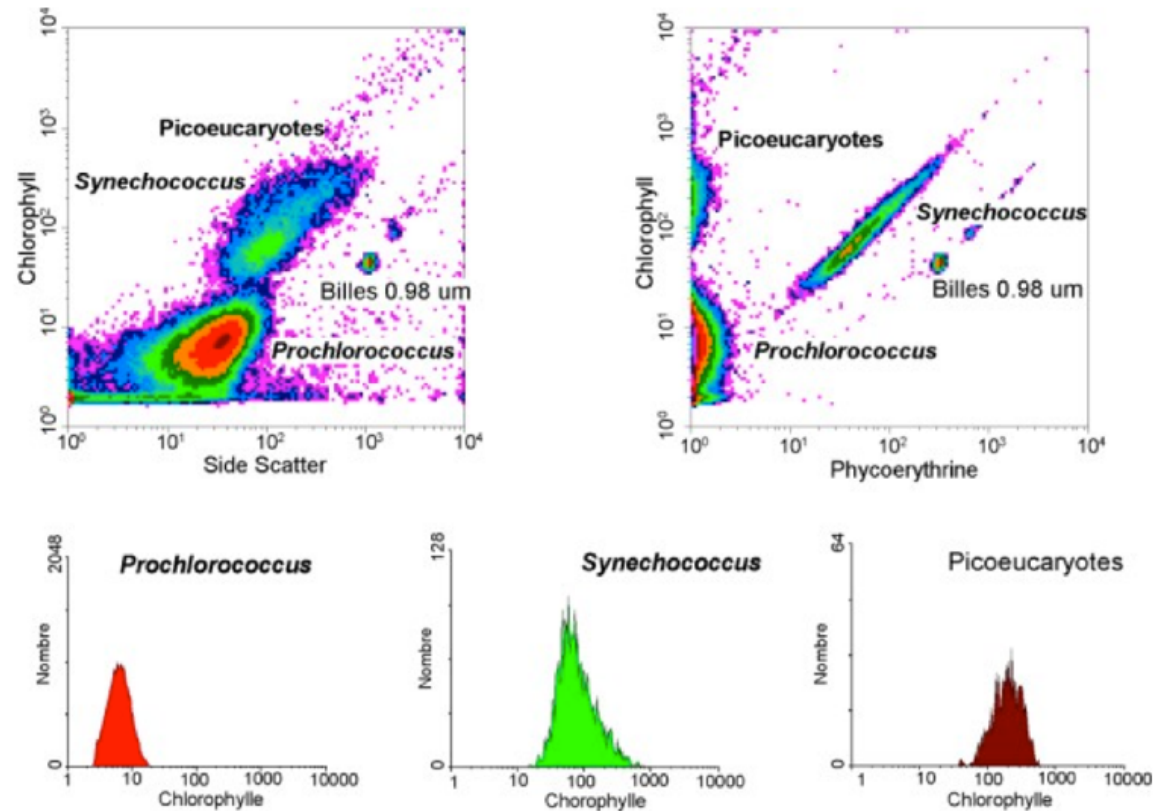 10⁴
10³
10²
10¹
10⁰
Chlorophyll
Picoeucaryotes
Synechococcus
Billes 0.98 um
Prochlorococcus
10⁰ 10¹ 10² 10³ 10⁴
Side Scatter
10⁴
10³
10²
10¹
10⁰
Chlorophyll
Picoeucaryotes
Synechococcus
Billes 0.98 um
Prochlorococcus
10⁰ 10¹ 10² 10³ 10⁴
Phycoerythrine
2048
Nombre
0
Prochlorococcus
1 10 100 1000 10000
Chlorophylle
128
Nombre
0
Synechococcus
1 10 100 1000 10000
Chorophylle
64
Nombre
0
Picoeucaryotes
1 10 100 1000 10000
Chlorophylle